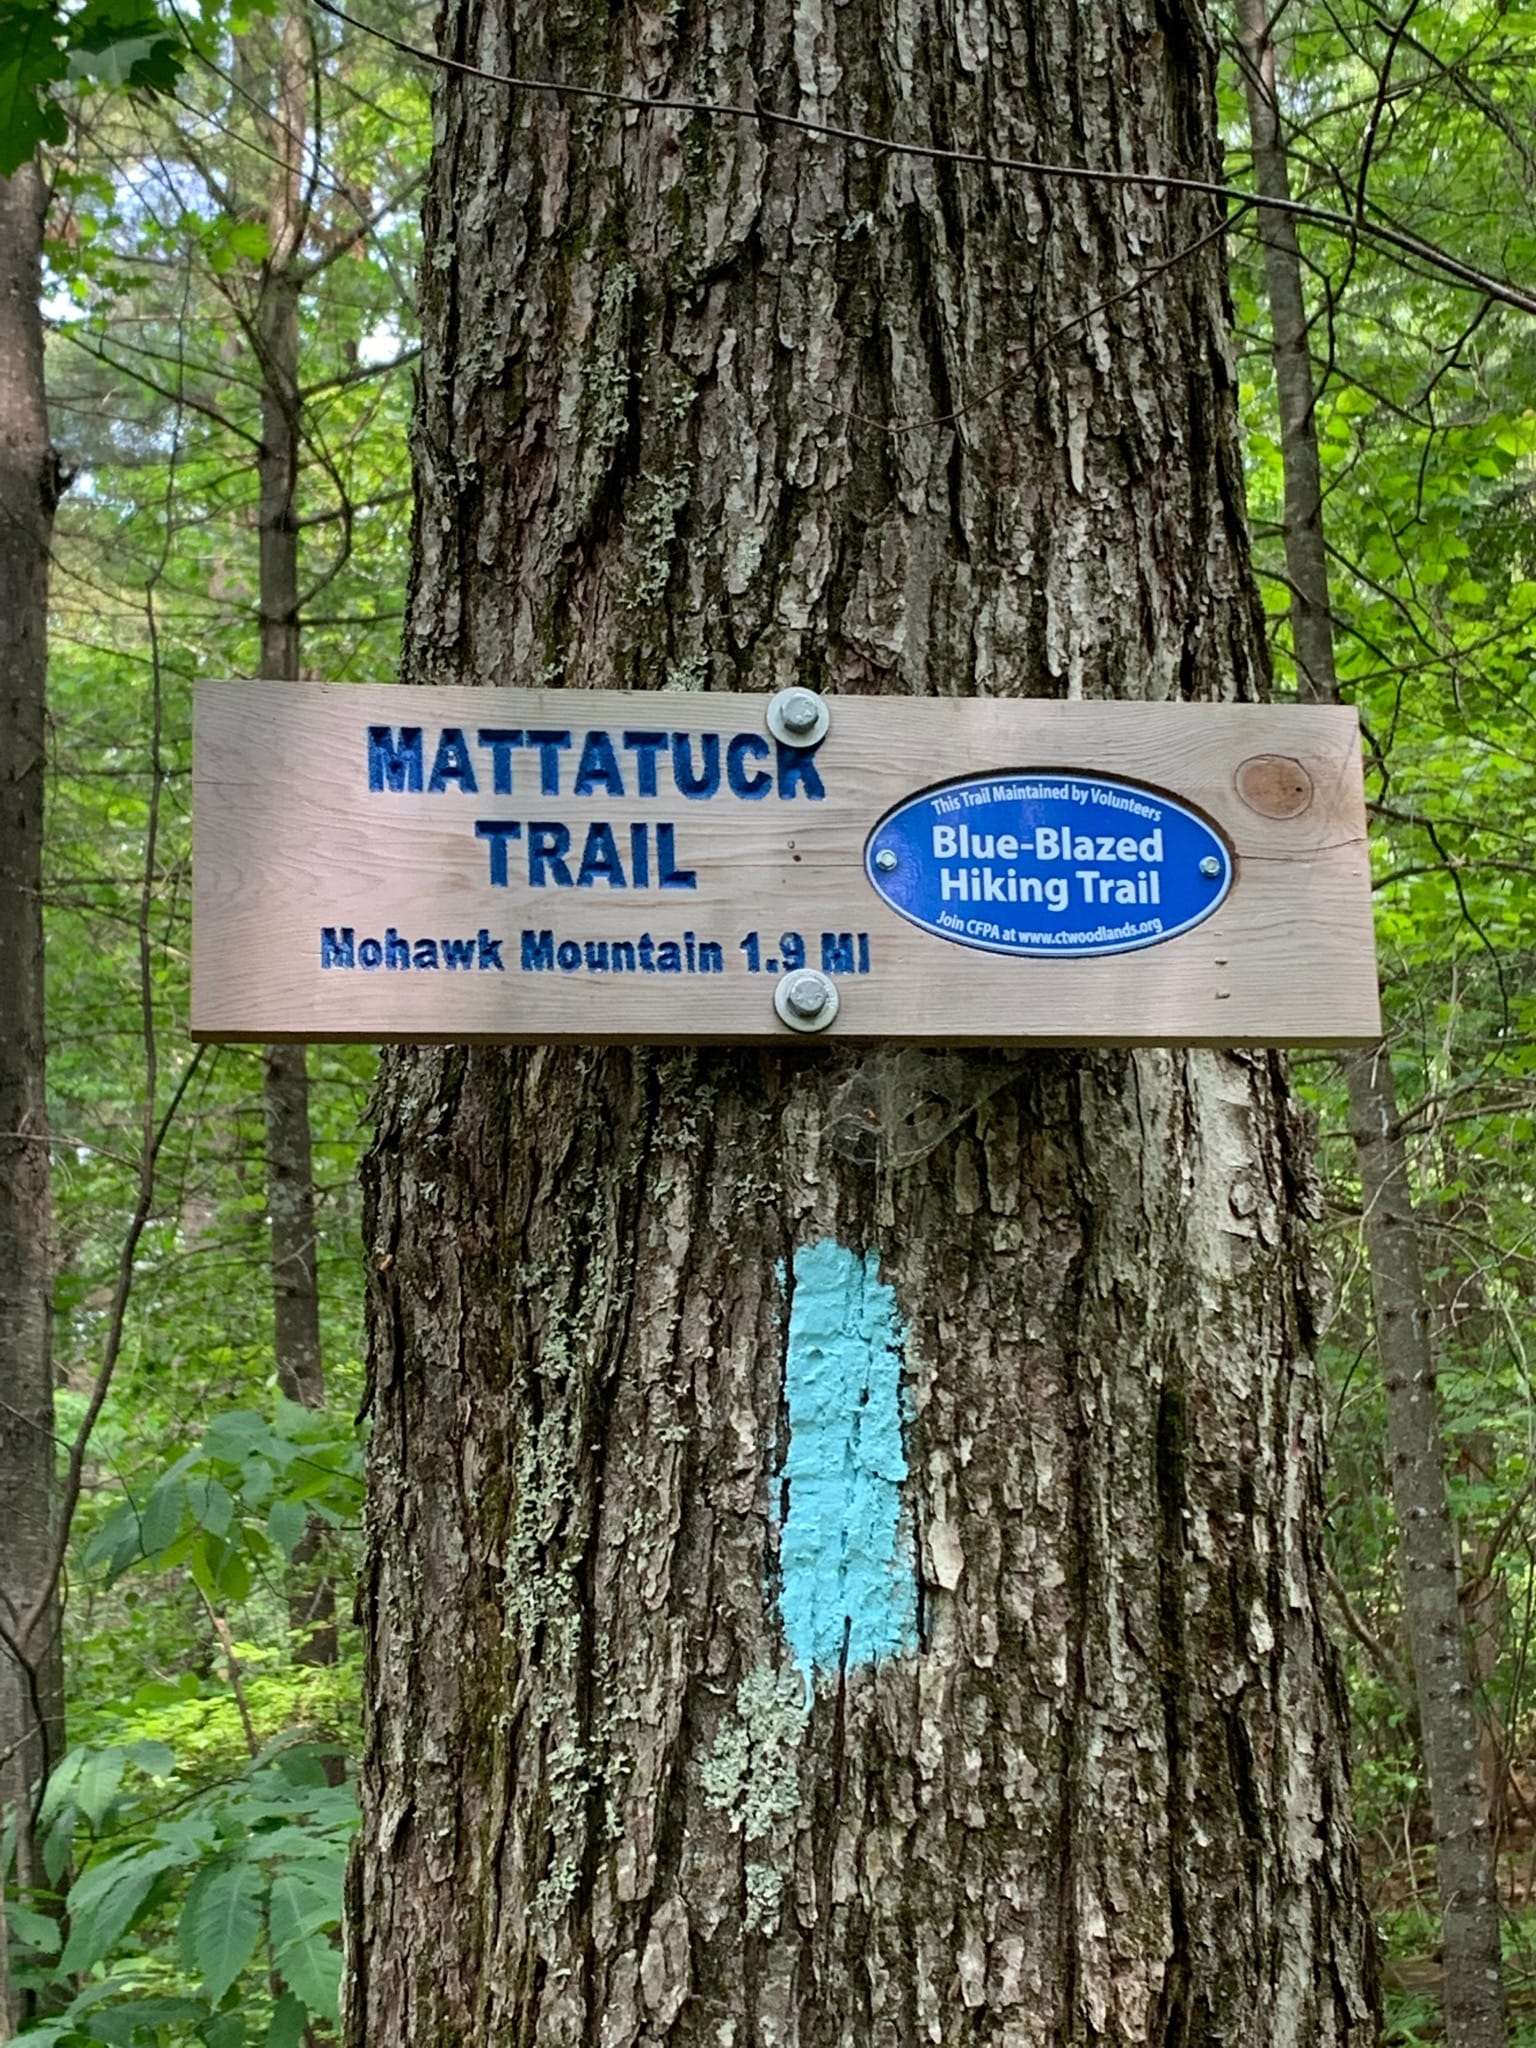 MATTATUCK
TRAIL
Mohawk Mountain 1.9 MI
This Trail Maintained by Volunteers
Blue-Blazed
Hiking Trail
Join CFPA at www.ctwoodlands.org